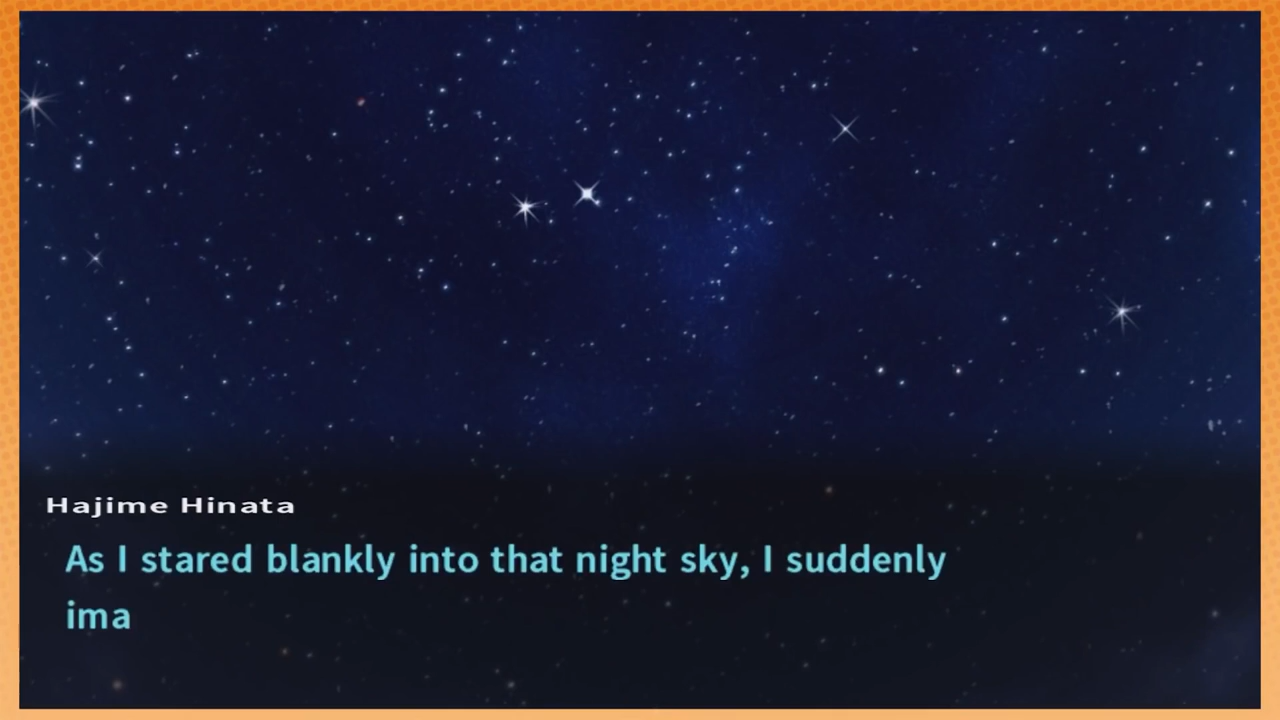 Hajime Hinata
As I stared blankly into that night sky, I suddenly
ima